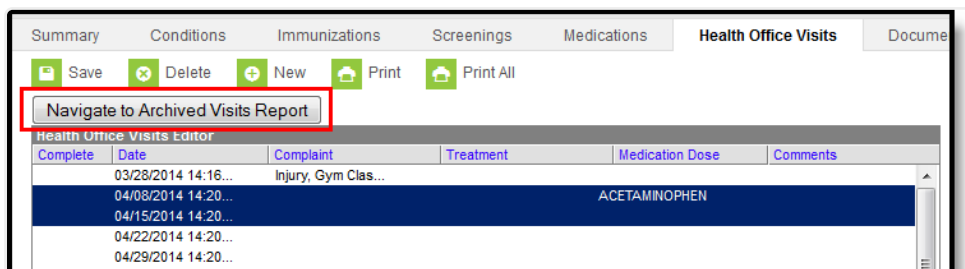 Summary Conditions Immunizations Screenings Medications Health Office Visits Docume
Save Delete New Print Print All
Navigate to Archived Visits Report
Health Office Visits Editor
Complete Date Complaint Treatment Medication Dose Comments
03/28/2014 14:16... Injury, Gym Clas...
04/08/2014 14:20... ACETAMINOPHEN
04/15/2014 14:20...
04/22/2014 14:20...
04/29/2014 14:20...